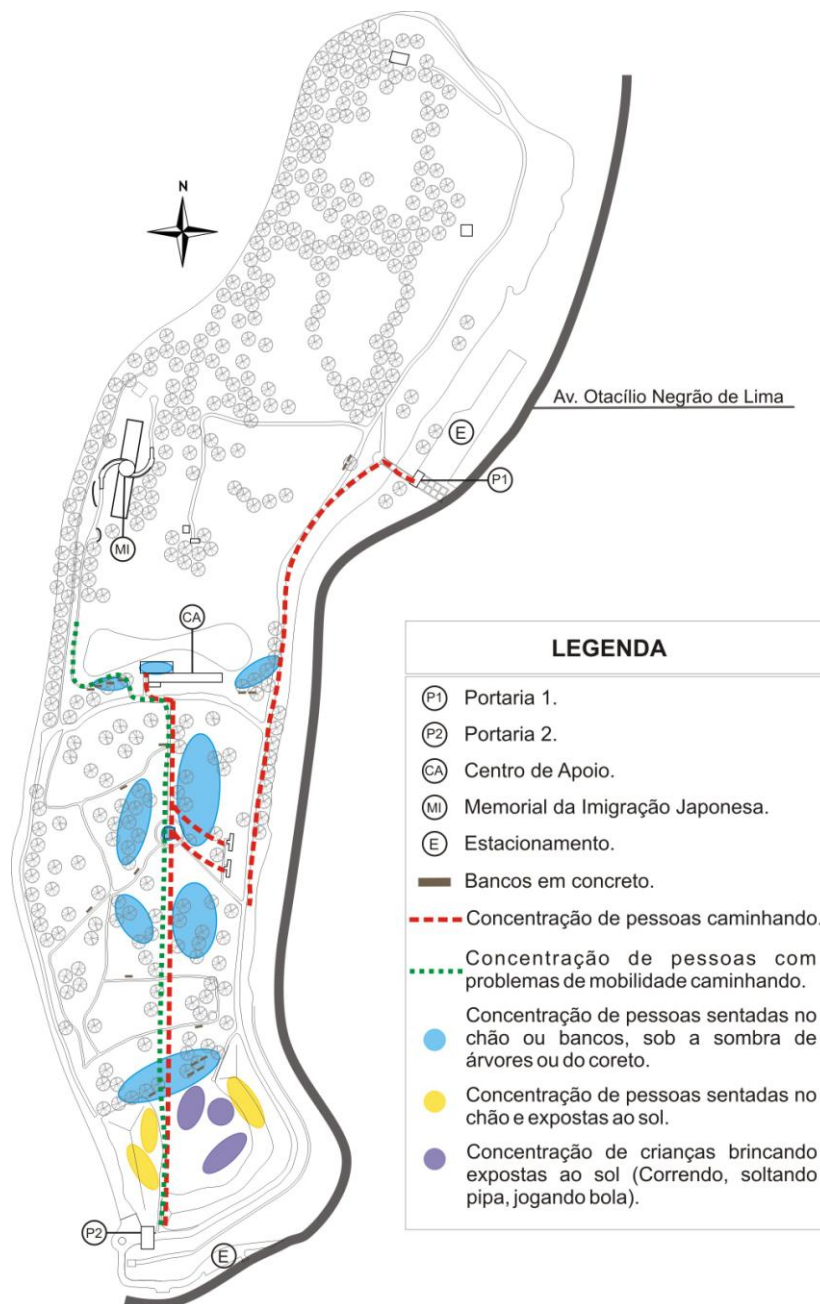 N
Av. Otacílio Negrão de Lima
E
P1
MI
CA
LEGENDA
P1 Portaria 1.
P2 Portaria 2.
CA Centro de Apoio.
MI Memorial da Imigração Japonesa.
E Estacionamento.
Bancos em concreto.
Concentração de pessoas caminhando.
Concentração de pessoas com
problemas de mobilidade caminhando.
Concentração de pessoas sentadas no
chão ou bancos, sob a sombra de
árvores ou do coreto.
Concentração de pessoas sentadas no
chão e expostas ao sol.
Concentração de crianças brincando
expostas ao sol (Correndo, soltando
pipa, jogando bola).
P2
E